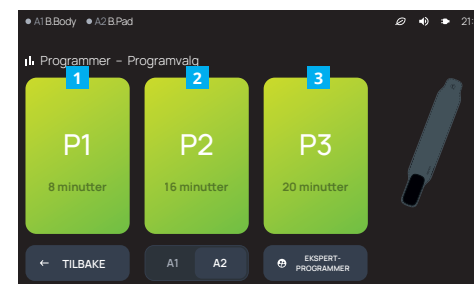 A1 B.Body A2 B.Pad 21:
Programmer – Programvalg
1 2 3
P1 P2 P3
8 minutter 16 minutter 20 minutter
← TILBAKE A1 A2 EKSPERT-
PROGRAMMER